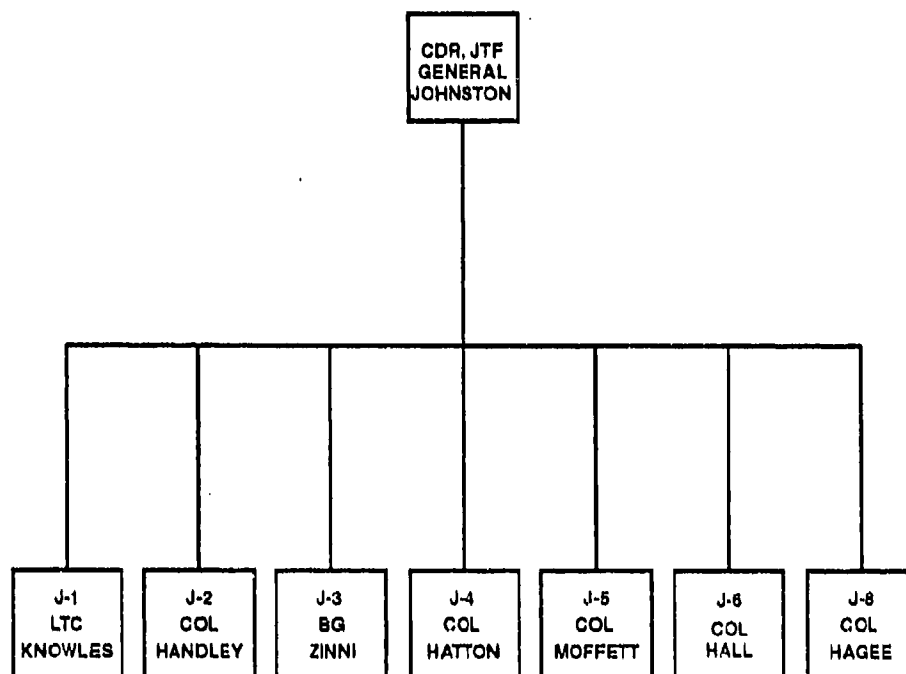 CDR, JTF
GENERAL
JOHNSTON
J-1
LTC
KNOWLES
J-2
COL
HANDLEY
J-3
BG
ZINNI
J-4
COL
HATTON
J-5
COL
MOFFETT
J-6
COL
HALL
J-8
COL
HAGEE